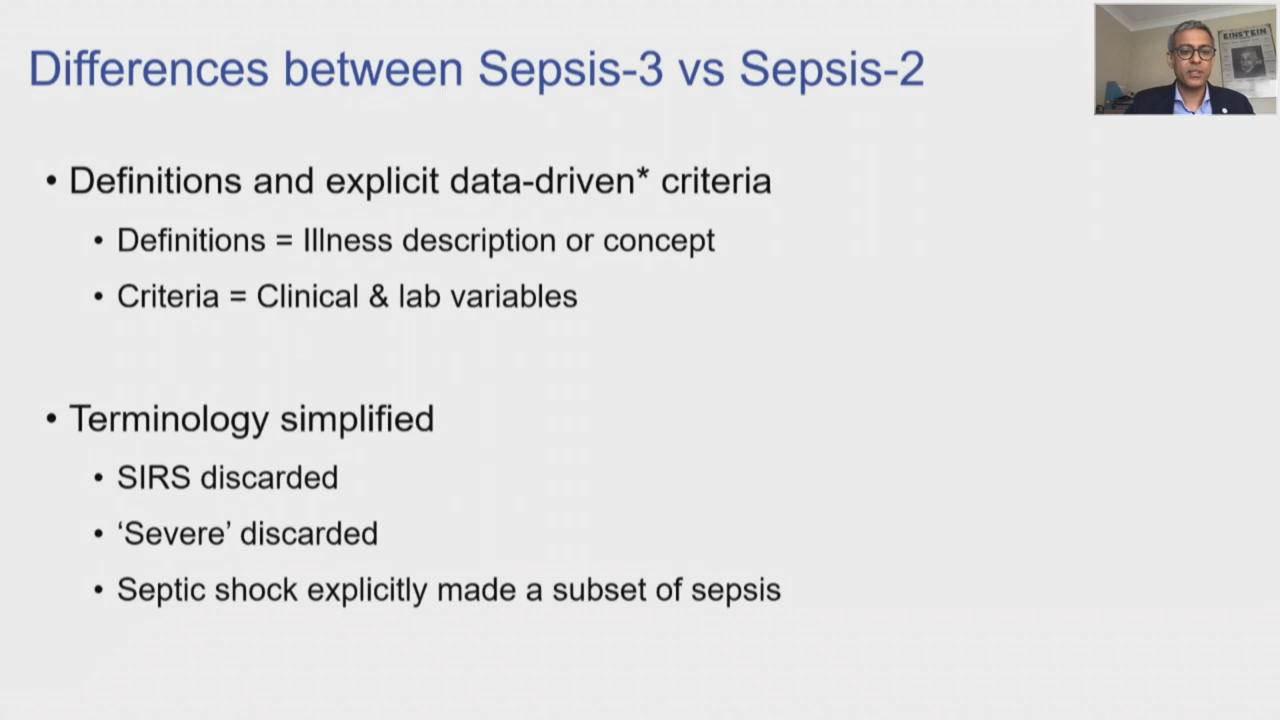 Differences between Sepsis-3 vs Sepsis-2
EINSTEIN
• Definitions and explicit data-driven* criteria
• Definitions = Illness description or concept
• Criteria = Clinical & lab variables
• Terminology simplified
• SIRS discarded
• ‘Severe’ discarded
• Septic shock explicitly made a subset of sepsis